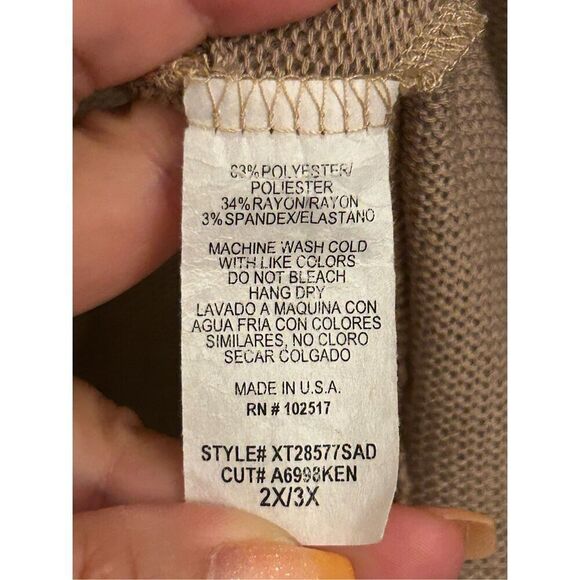 63% POLYESTER/
POLIESTER
34% RAYON/RAYON
3% SPANDEX/ELASTANO
MACHINE WASH COLD
WITH LIKE COLORS
DO NOT BLEACH
HANG DRY
LAVADO A MAQUINA CON
AGUA FRIA CON COLORES
SIMILARES, NO CLORO
SECAR COLGADO
MADE IN U.S.A.
RN # 102517
STYLE# XT28577SAD
CUT# A6998KEN
2X/3X